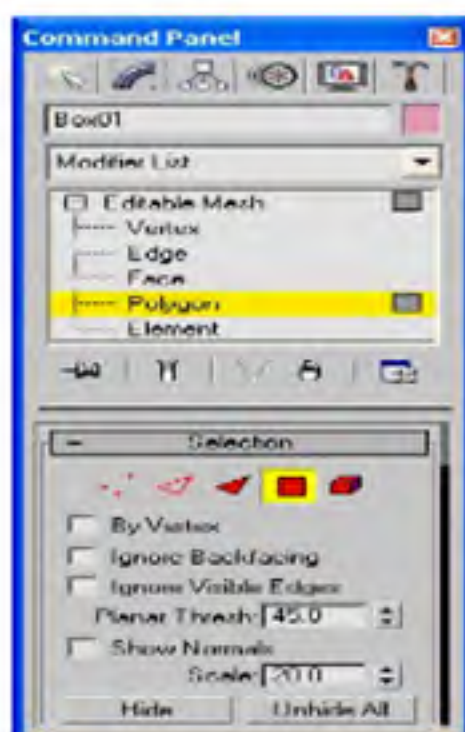 Command Panel
Box01
Modifier List
Editable Mesh
Vertex
Edge
Face
Polygon
Element
Selection
By Vertex
Ignore Backfacing
Ignore Visible Edges
Planar Thresh: 45.0
Show Normals
Scale: 20.0
Hide Unhide All